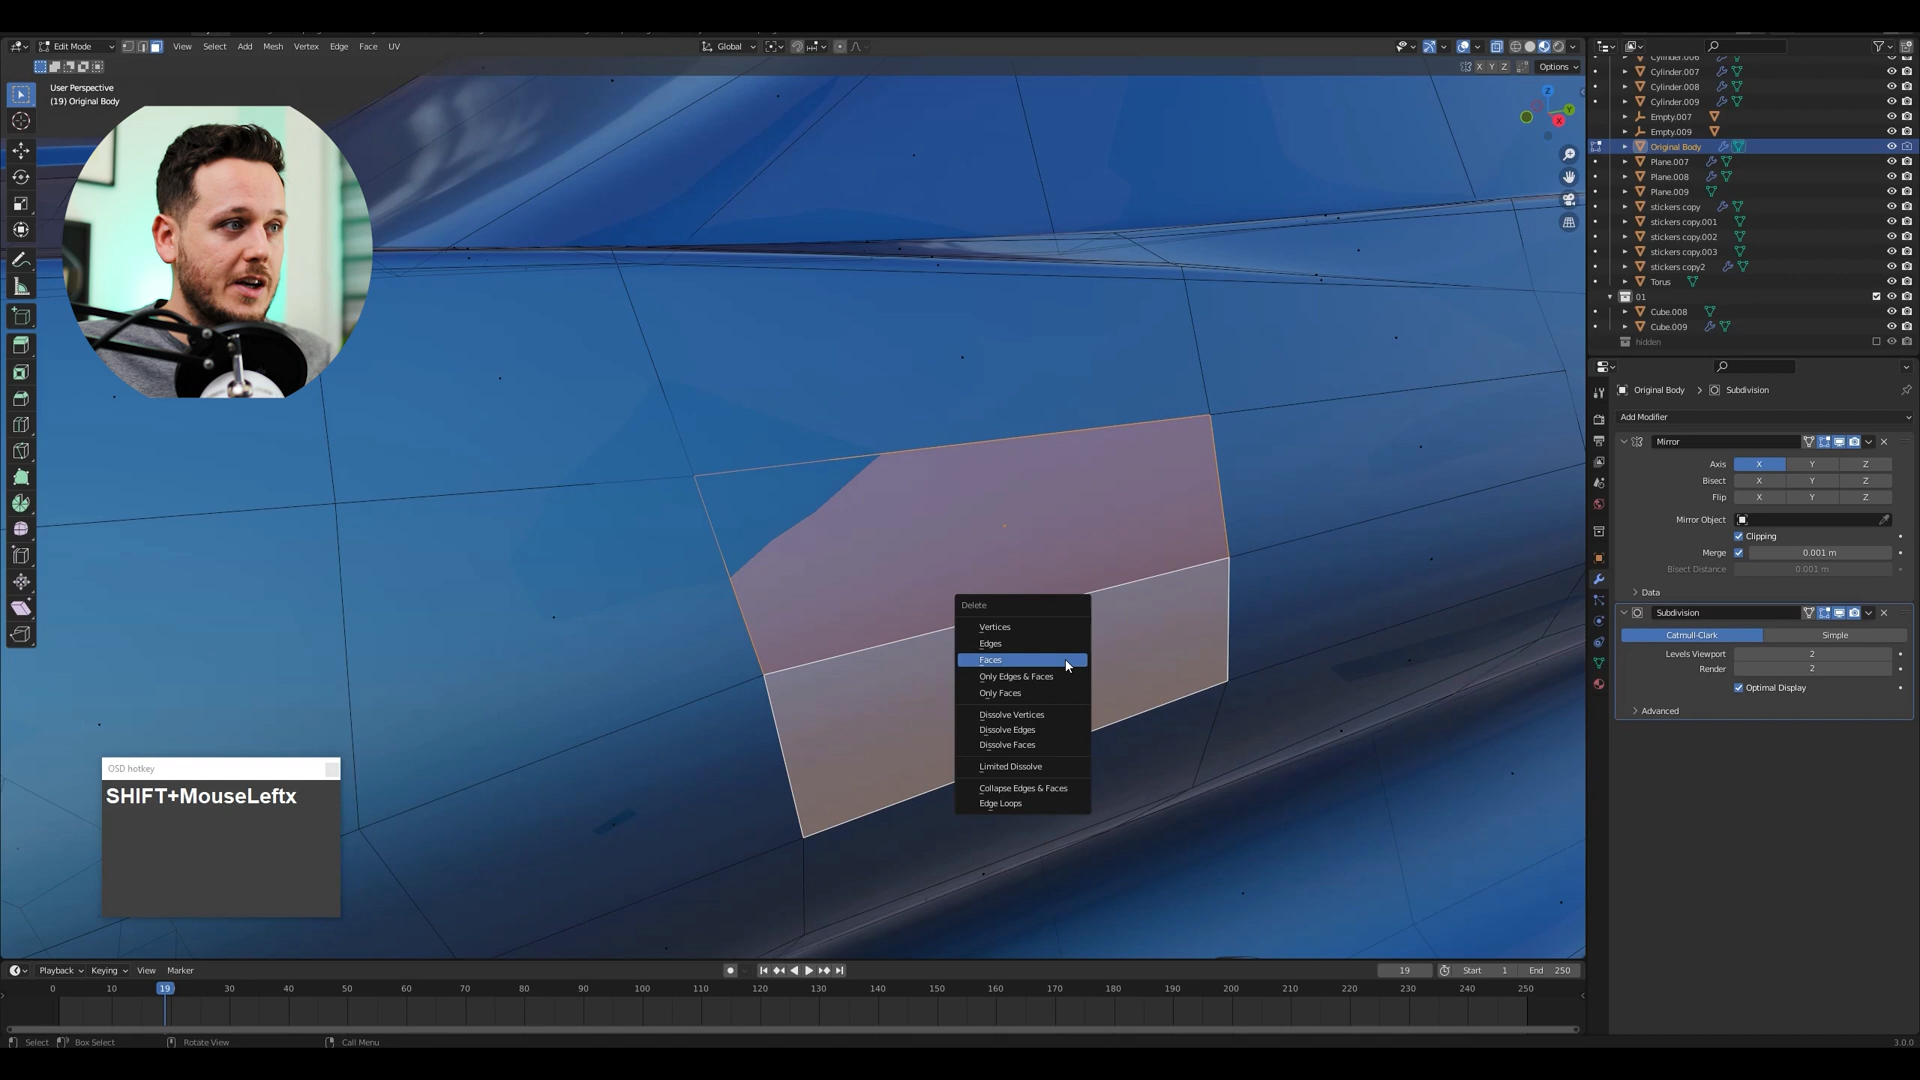 Edit Mode View Select Add Mesh Vertex Edge Face UV Global
X Y Z Options
User Perspective
(19) Original Body
Z
Y
X
Cylinder.006
Cylinder.007
Cylinder.008
Cylinder.009
Empty.007
Empty.009
Original Body
Plane.007
Plane.008
Plane.009
stickers copy
stickers copy.001
stickers copy.002
stickers copy.003
stickers copy2
Torus
01
Cube.008
Cube.009
hidden
Original Body > Subdivision
Add Modifier
Mirror
Axis X Y Z
Bisect X Y Z
Flip X Y Z
Mirror Object
Clipping
Merge 0.001 m
Bisect Distance 0.001 m
Data
Subdivision
Catmull-Clark Simple
Levels Viewport 2
Render 2
Optimal Display
Advanced
Delete
Vertices
Edges
Faces
Only Edges & Faces
Only Faces
Dissolve Vertices
Dissolve Edges
Dissolve Faces
Limited Dissolve
Collapse Edges & Faces
Edge Loops
OSD hotkey
SHIFT+MouseLeftx
Playback Keying View Marker 19 Start 1 End 250
0 10 19 30 40 50 60 70 80 90 100 110 120 130 140 150 160 170 180 190 200 210 220 230 240 250
Select Box Select Rotate View Call Menu 3.0.0